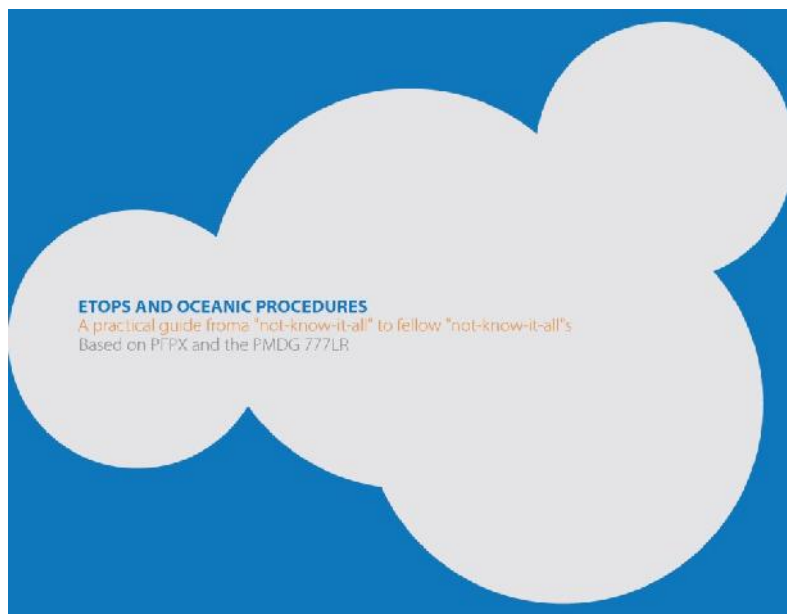 ETOPS AND OCEANIC PROCEDURES
A practical guide froma "not-know-it-all" to fellow "not-know-it-all"s
Based on PFPX and the PMDG 777LR